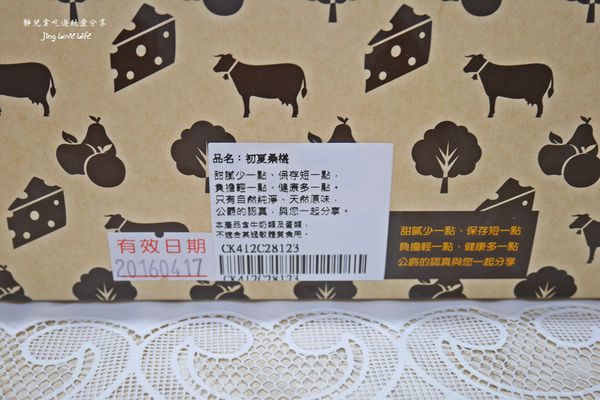 靜兒貪吃遊玩愛分享
Jing Love Life
品名：初夏桑椹
甜膩少一點、保存短一點，
負擔輕一點、健康多一點。
只有自然純淨、天然原味，
公爵的認真，與您一起分享。
本產品含牛奶類及蛋類，
不適合其過敏體質食用。
CK412C28123
CK412C28123
有效日期
20160417
甜膩少一點、保存短一點
負擔輕一點、健康多一點
公爵的認真與您一起分享